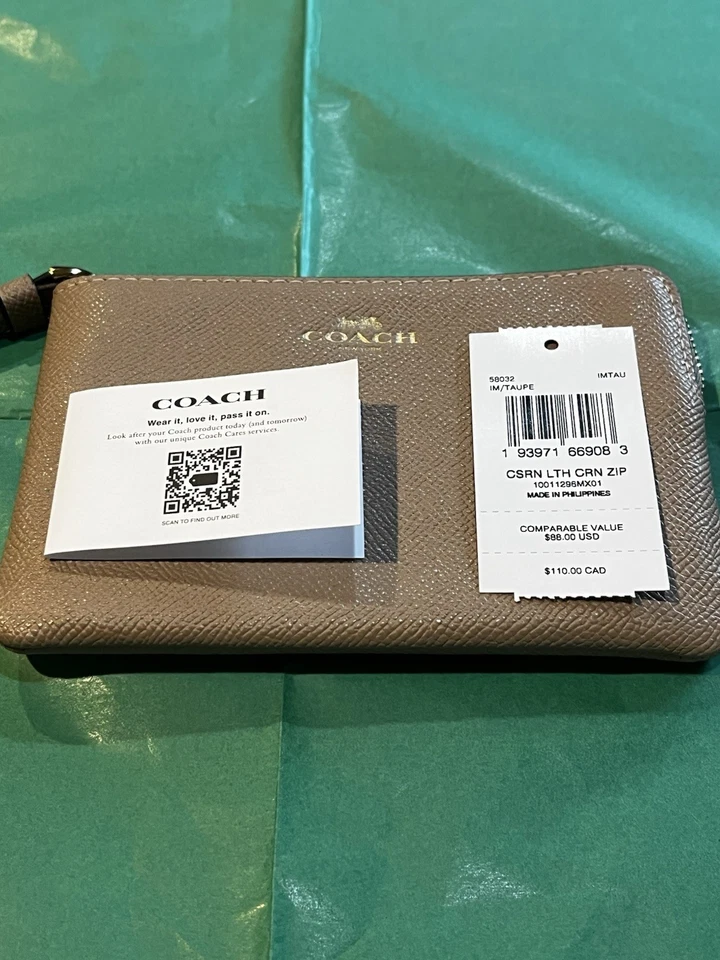 COACH
NEW YORK
COACH
Wear it, love it, pass it on.
Look after your Coach product today (and tomorrow)
with our unique Coach Cares services.
SCAN TO FIND OUT MORE
58032 IMTAU
IM/TAUPE
1 93971 66908 3
CSRN LTH CRN ZIP
10011296MX01
MADE IN PHILIPPINES
COMPARABLE VALUE
$88.00 USD
$110.00 CAD